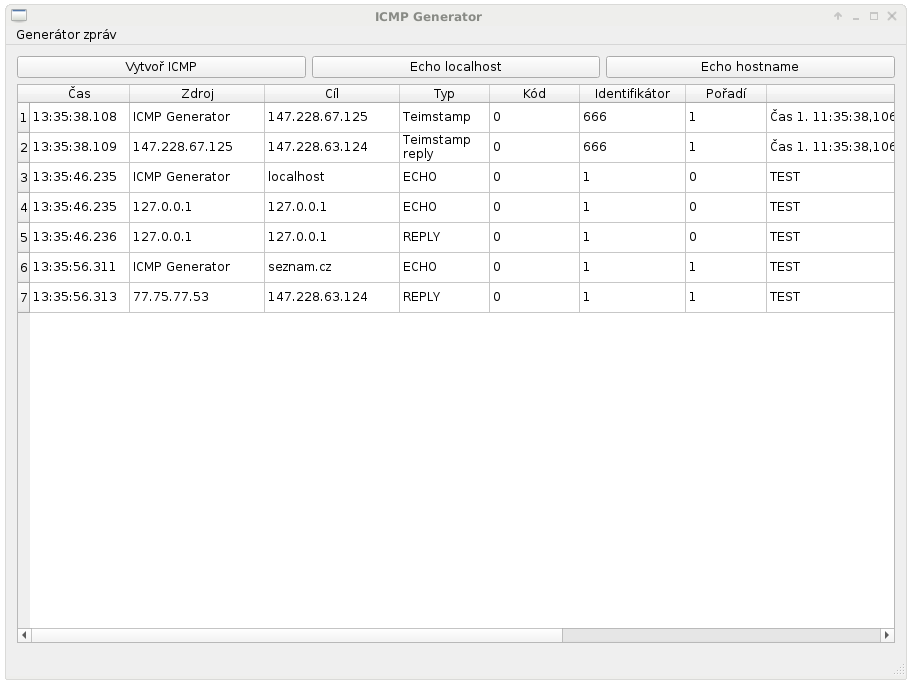 ICMP Generator
Generátor zpráv
Vytvoř ICMP Echo localhost Echo hostname
Čas Zdroj Cíl Typ Kód Identifikátor Pořadí
1 13:35:38.108 ICMP Generator 147.228.67.125 Teimstamp 0 666 1 Čas 1. 11:35:38,106
2 13:35:38.109 147.228.67.125 147.228.63.124 Teimstamp reply 0 666 1 Čas 1. 11:35:38,106
3 13:35:46.235 ICMP Generator localhost ECHO 0 1 0 TEST
4 13:35:46.235 127.0.0.1 127.0.0.1 ECHO 0 1 0 TEST
5 13:35:46.236 127.0.0.1 127.0.0.1 REPLY 0 1 0 TEST
6 13:35:56.311 ICMP Generator seznam.cz ECHO 0 1 1 TEST
7 13:35:56.313 77.75.77.53 147.228.63.124 REPLY 0 1 1 TEST